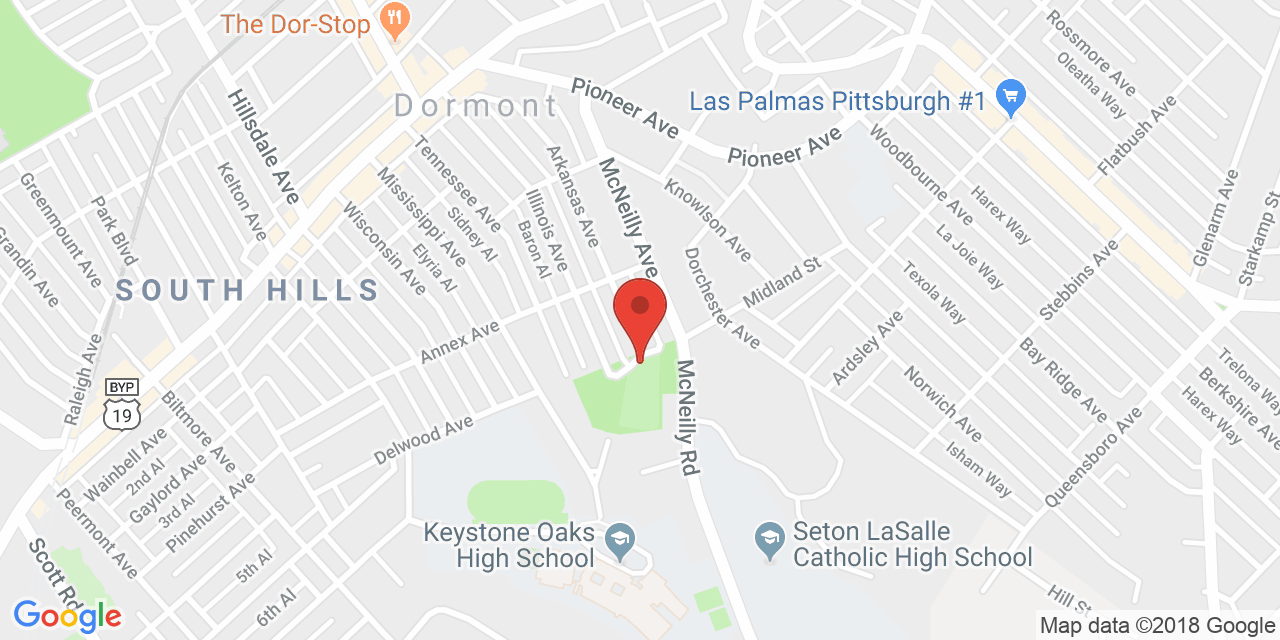 The Dor-Stop
Dormont
Pioneer Ave
Las Palmas Pittsburgh #1
Pioneer Ave
Rossmore Ave
Oleatha Way
Flatbush Ave
Hillsdale Ave
Kelton Ave
Greenmount Ave
Park Blvd
Grandin Ave
Tennessee Ave
Mississippi Ave
Sidney Al
Wisconsin Ave
Elyria Al
Arkansas Ave
Illinois Ave
Baron Al
McNeilly Ave
Knowlson Ave
Dorchester Ave
Midland St
Woodbourne Ave
Harex Way
La Joie Way
Texola Way
Stebbins Ave
Glenarm Ave
Starkamp St
SOUTH HILLS
Annex Ave
Raleigh Ave
BYP
19
Biltmore Ave
Delwood Ave
McNeilly Rd
Ardsley Ave
Norwich Ave
Isham Way
Bay Ridge Ave
Queensboro Ave
Trelona Way
Berkshire Ave
Harex Way
Wainbell Ave
2nd Al
Gaylord Ave
3rd Al
Pinehurst Ave
Peermont Ave
5th Al
6th Al
Scott Rd
Keystone Oaks
High School
Seton LaSalle
Catholic High School
Hill St
Google
Map data ©2018 Google